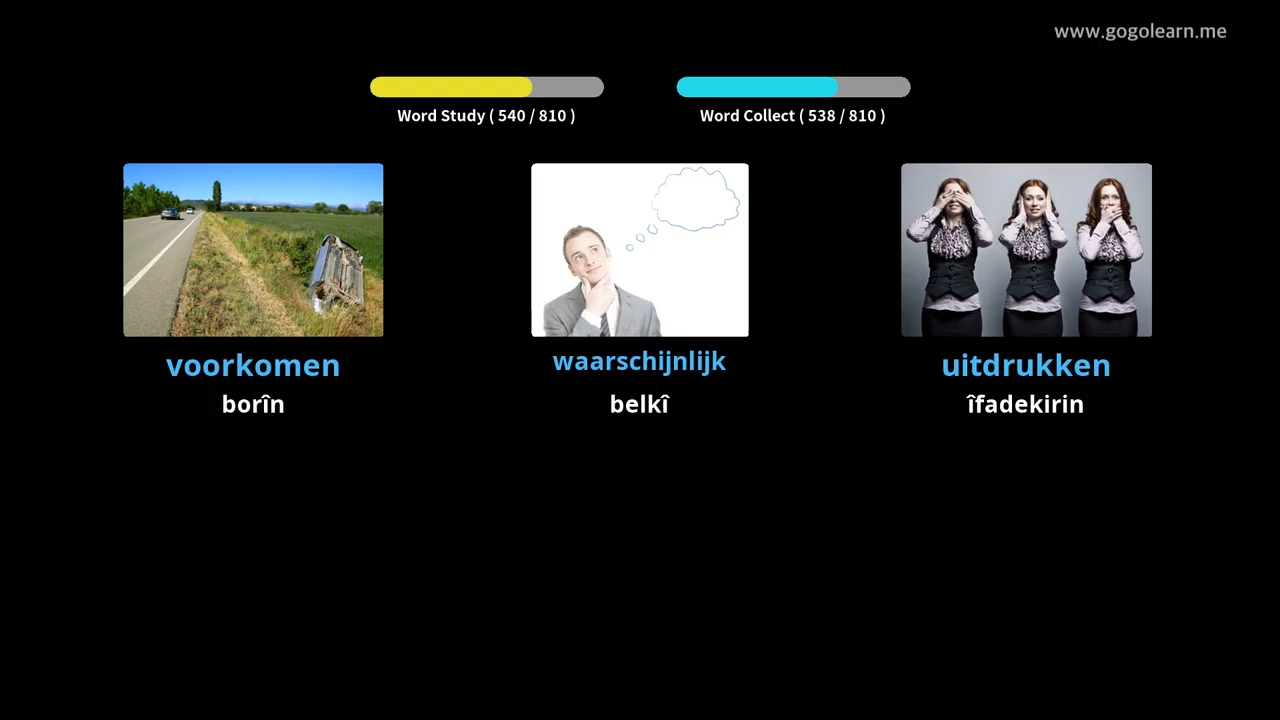 www.gogolearn.me
Word Study ( 540 / 810 )
Word Collect ( 538 / 810 )
voorkomen
waarschijnlijk
uitdrukken
borîn
belkî
îfadekirin